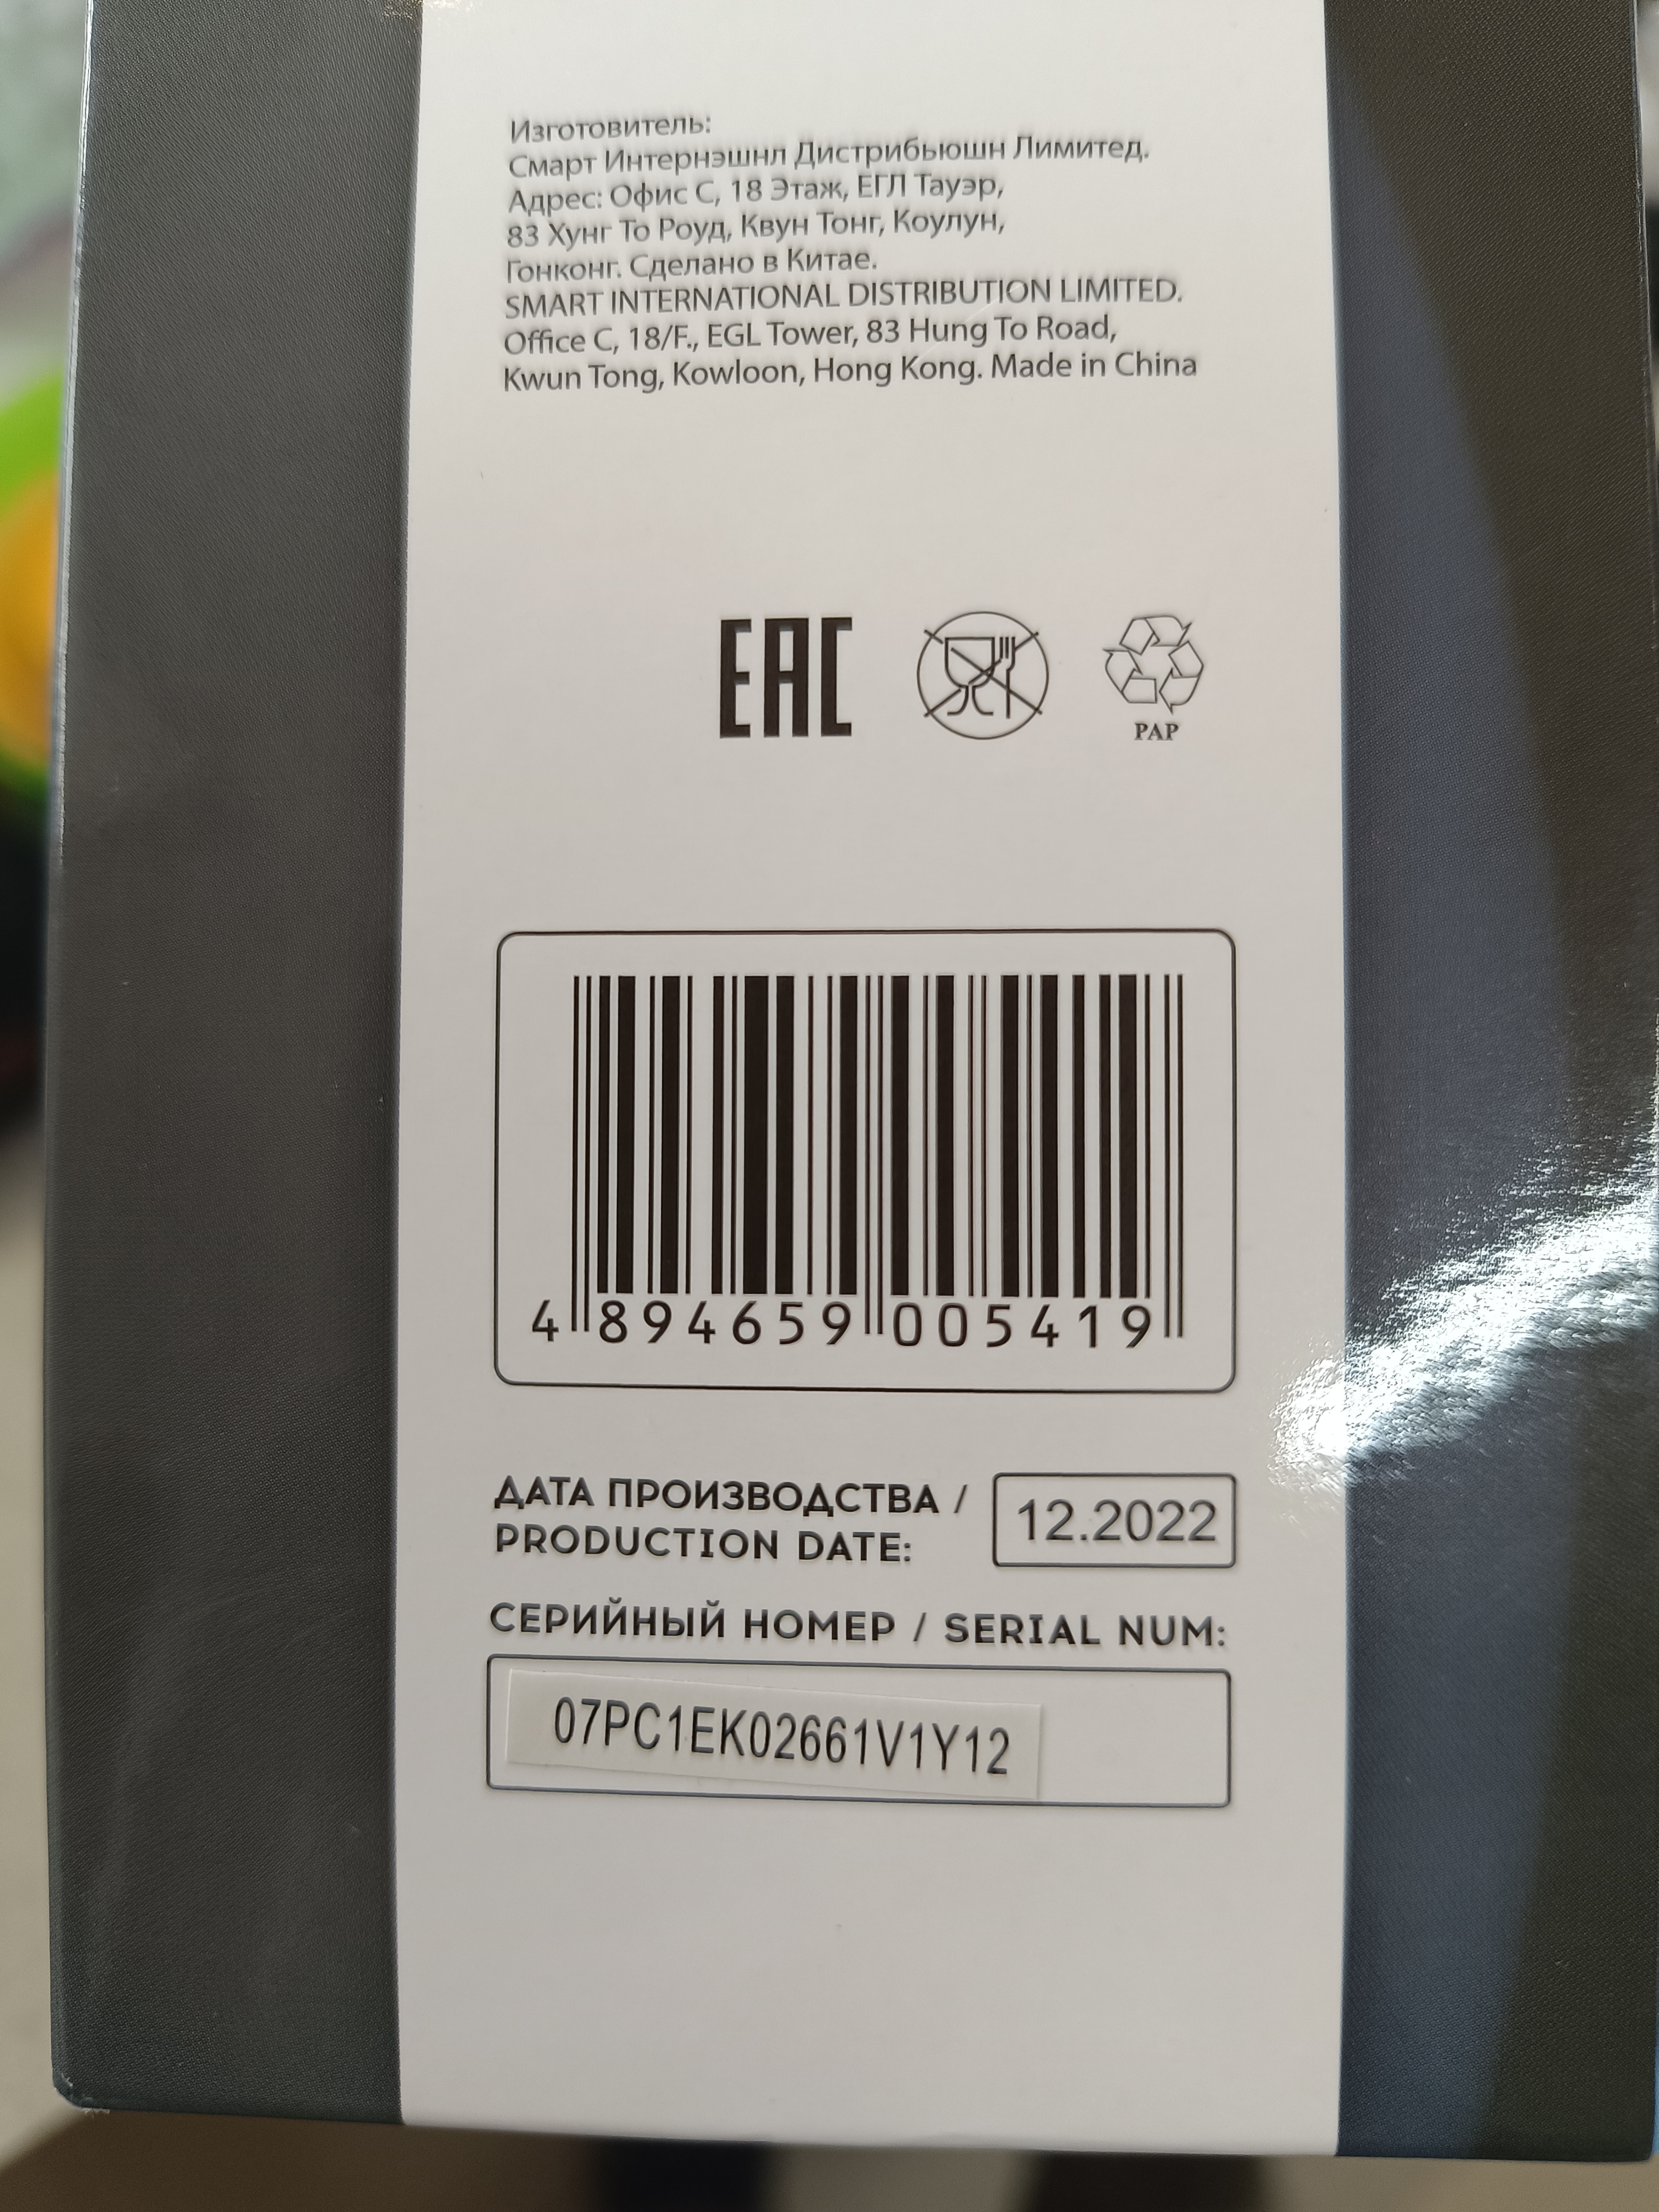 Изготовитель:
Смарт Интернэшнл Дистрибьюшн Лимитед.
Адрес: Офис С, 18 Этаж, ЕГЛ Тауэр,
83 Хунг То Роуд, Квун Тонг, Коулун,
Гонконг. Сделано в Китае.
SMART INTERNATIONAL DISTRIBUTION LIMITED.
Office C, 18/F., EGL Tower, 83 Hung To Road,
Kwun Tong, Kowloon, Hong Kong. Made in China
EAC
PAP
4 894659 005419
ДАТА ПРОИЗВОДСТВА /
PRODUCTION DATE:
12.2022
СЕРИЙНЫЙ НОМЕР / SERIAL NUM:
07PC1EK02661V1Y12